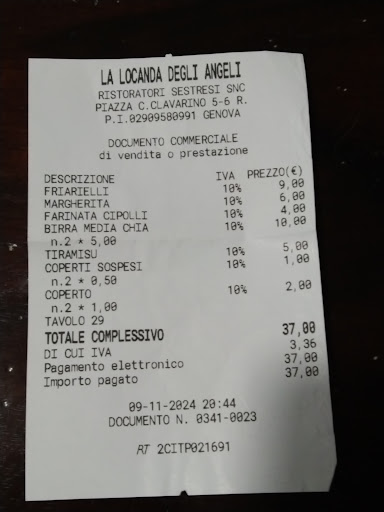 LA LOCANDA DEGLI ANGELI
RISTORATORI SESTRESI SNC
PIAZZA C.CLAVARINO 5-6 R.
P.I.02909580991 GENOVA
DOCUMENTO COMMERCIALE
di vendita o prestazione
DESCRIZIONE IVA PREZZO(€)
FRIARIELLI 10% 9,00
MARGHERITA 10% 6,00
FARINATA CIPOLLI 10% 4,00
BIRRA MEDIA CHIA 10% 10,00
n.2 * 5,00
TIRAMISU 10% 5,00
COPERTI SOSPESI 10% 1,00
n.2 * 0,50
COPERTO 10% 2,00
n.2 * 1,00
TAVOLO 29
TOTALE COMPLESSIVO 37,00
DI CUI IVA 3,36
Pagamento elettronico 37,00
Importo pagato 37,00
09-11-2024 20:44
DOCUMENTO N. 0341-0023
RT 2CITP021691